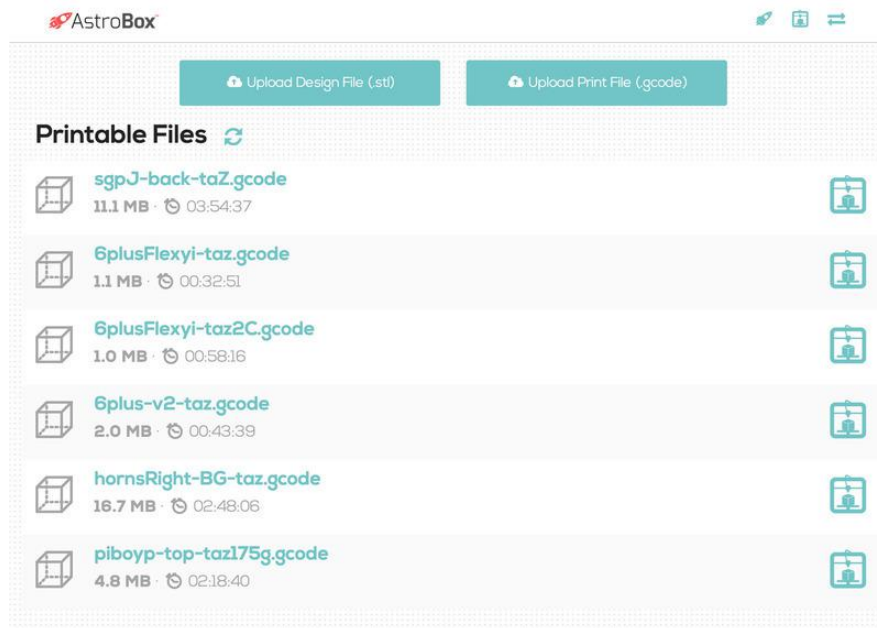 AstroBox™
Upload Design File (.stl)
Upload Print File (.gcode)
Printable Files
sgpJ-back-taZ.gcode
11.1 MB · 03:54:37
6plusFlexyi-taz.gcode
1.1 MB · 00:32:51
6plusFlexyi-taz2C.gcode
1.0 MB · 00:58:16
6plus-v2-taz.gcode
2.0 MB · 00:43:39
hornsRight-BG-taz.gcode
16.7 MB · 02:48:06
piboyp-top-taz175g.gcode
4.8 MB · 02:18:40